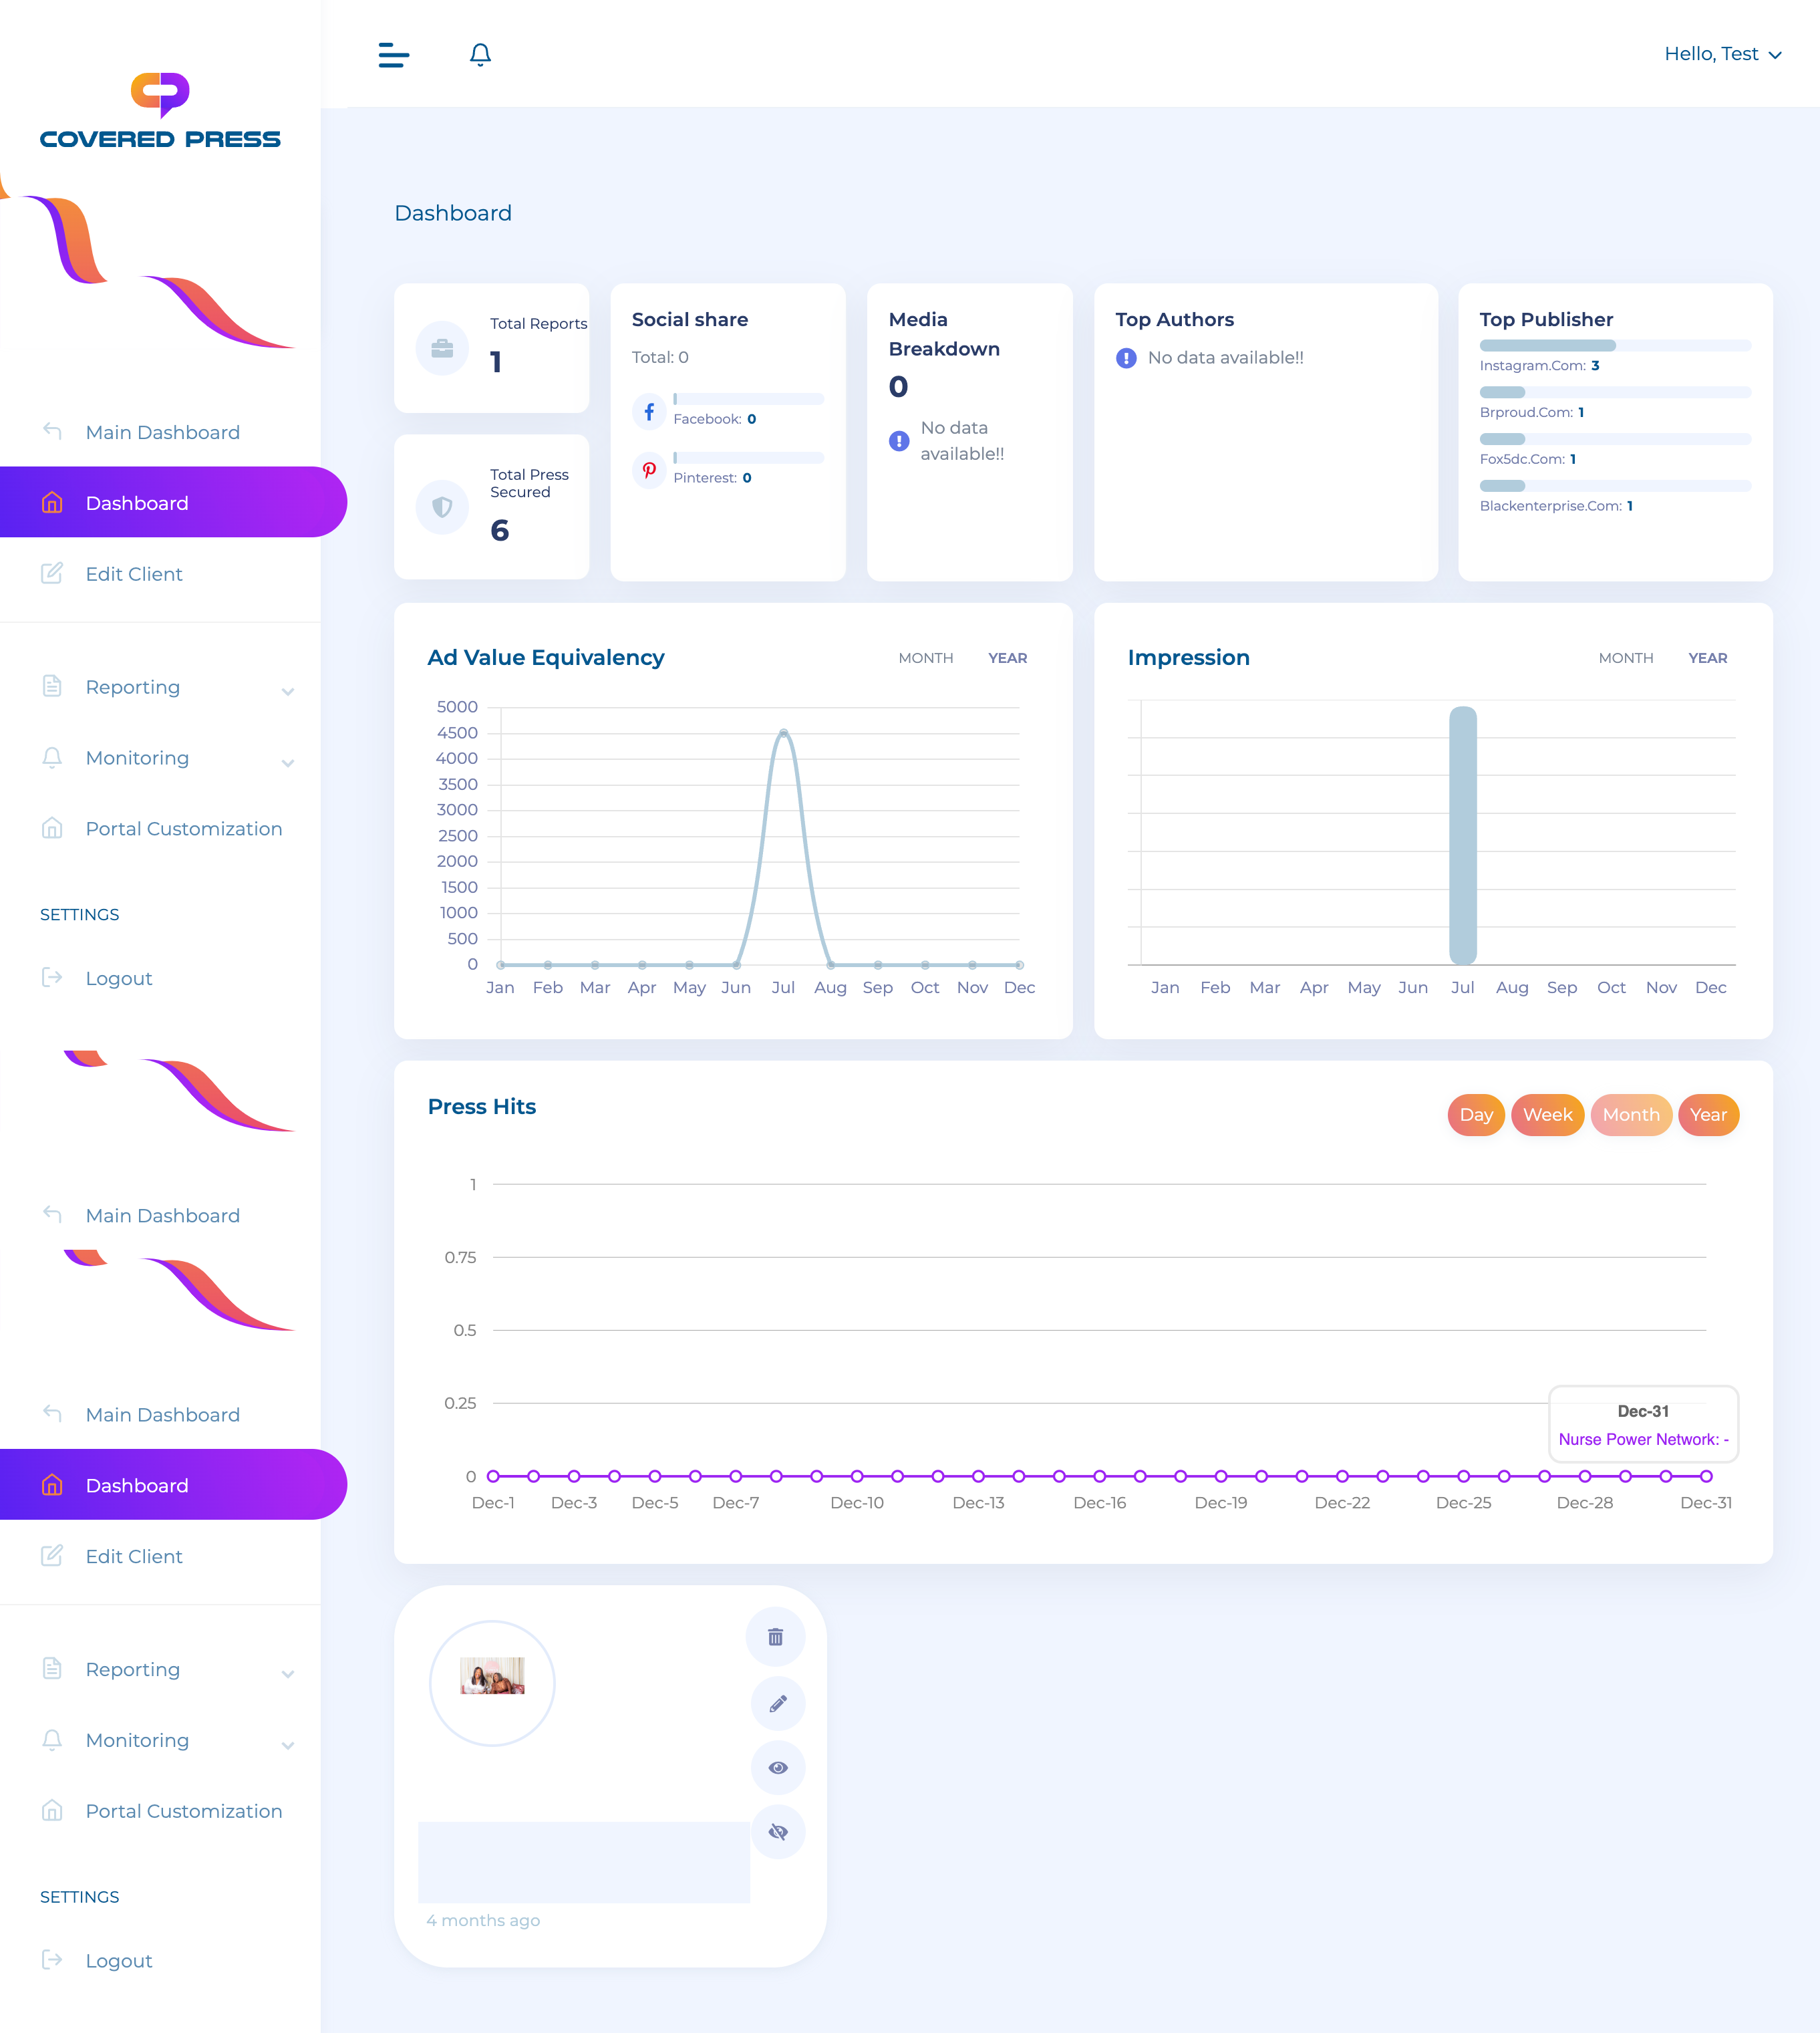 COVERED PRESS
Main Dashboard
Dashboard
Edit Client
Reporting
Monitoring
Portal Customization
SETTINGS
Logout
Main Dashboard
Main Dashboard
Dashboard
Edit Client
Reporting
Monitoring
Portal Customization
SETTINGS
Logout
Hello, Test
Dashboard
Total Reports
1
Total Press
Secured
6
Social share
Total: 0
Facebook: 0
Pinterest: 0
Media
Breakdown
0
No data
available!!
Top Authors
No data available!!
Top Publisher
Instagram.Com: 3
Brproud.Com: 1
Fox5dc.Com: 1
Blackenterprise.Com: 1
Ad Value Equivalency
MONTH YEAR
5000
4500
4000
3500
3000
2500
2000
1500
1000
500
0
Jan Feb Mar Apr May Jun Jul Aug Sep Oct Nov Dec
Impression
MONTH YEAR
Jan Feb Mar Apr May Jun Jul Aug Sep Oct Nov Dec
Press Hits
Day Week Month Year
1
0.75
0.5
0.25
0
Dec-31
Nurse Power Network: -
Dec-1 Dec-3 Dec-5 Dec-7 Dec-10 Dec-13 Dec-16 Dec-19 Dec-22 Dec-25 Dec-28 Dec-31
4 months ago